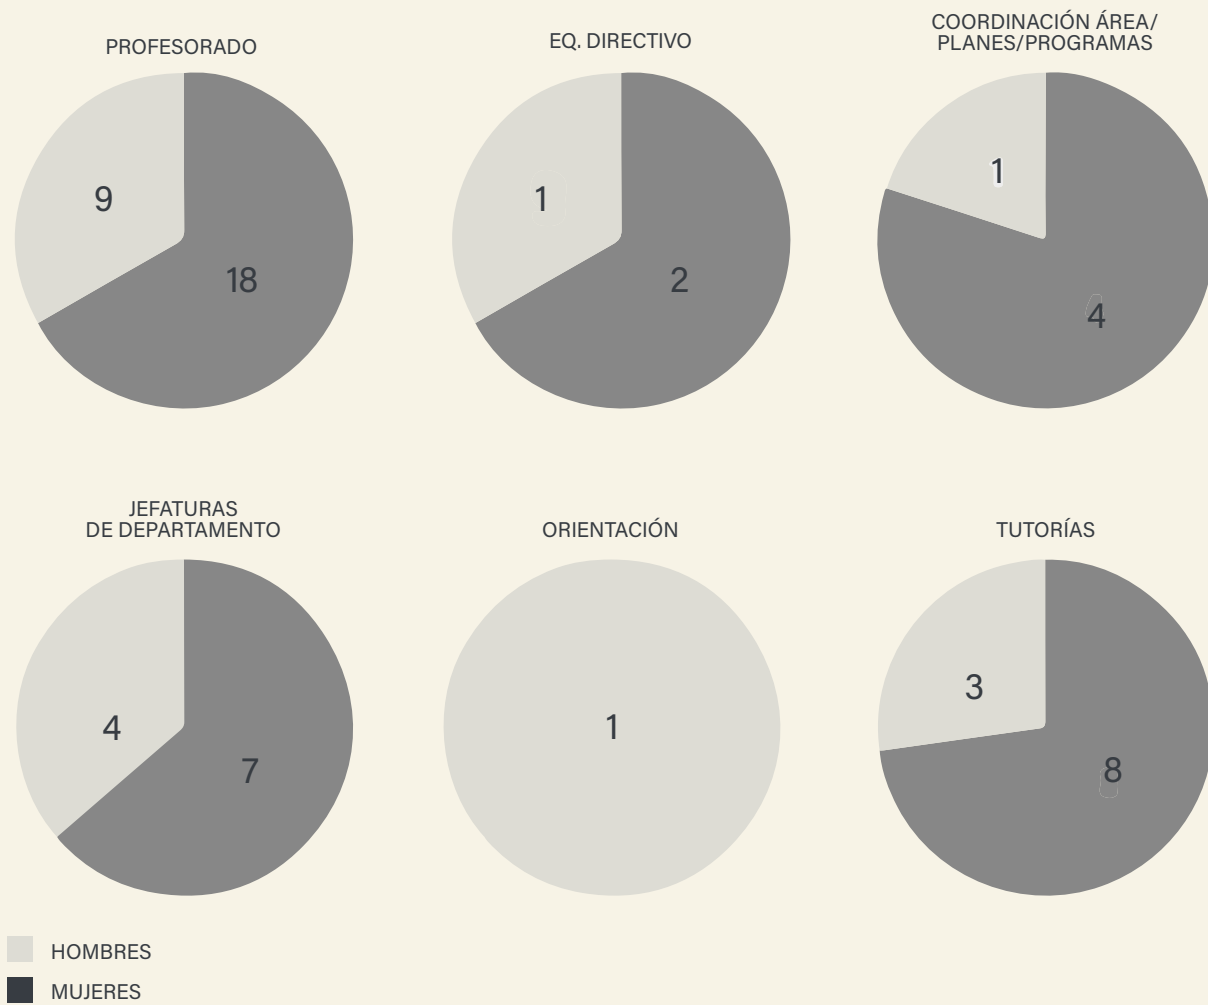 PROFESORADO
9
18
EQ. DIRECTIVO
1
2
COORDINACIÓN ÁREA/
PLANES/PROGRAMAS
1
4
JEFATURAS
DE DEPARTAMENTO
4
7
ORIENTACIÓN
1
TUTORÍAS
3
8
HOMBRES
MUJERES